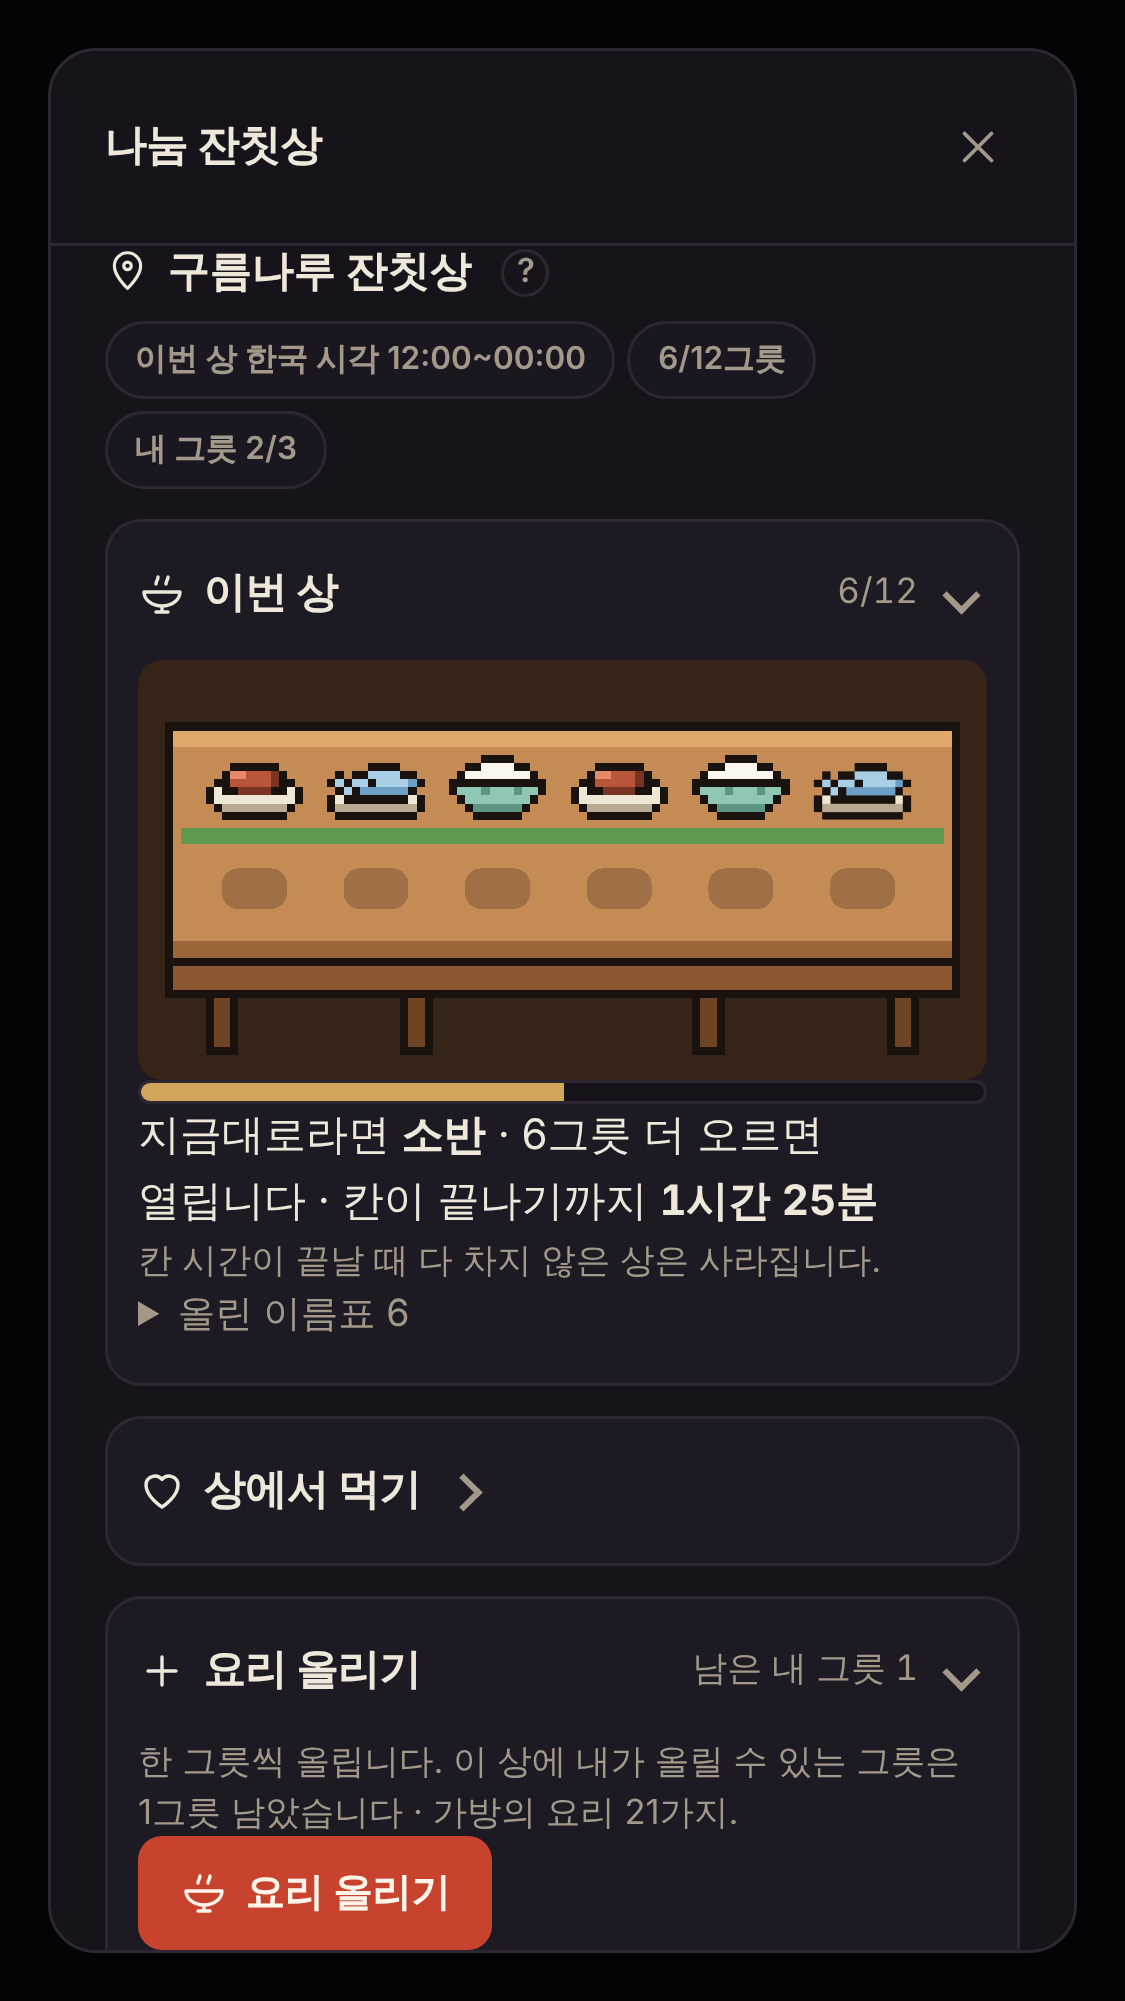 나눔 잔칫상
구름나루 잔칫상 ?
이번 상 한국 시각 12:00~00:00 6/12그릇
내 그릇 2/3
이번 상 6/12
지금대로라면 소반 · 6그릇 더 오르면
열립니다 · 칸이 끝나기까지 1시간 25분
칸 시간이 끝날 때 다 차지 않은 상은 사라집니다.
▶ 올린 이름표 6
상에서 먹기
요리 올리기 남은 내 그릇 1
한 그릇씩 올립니다. 이 상에 내가 올릴 수 있는 그릇은
1그릇 남았습니다 · 가방의 요리 21가지.
요리 올리기